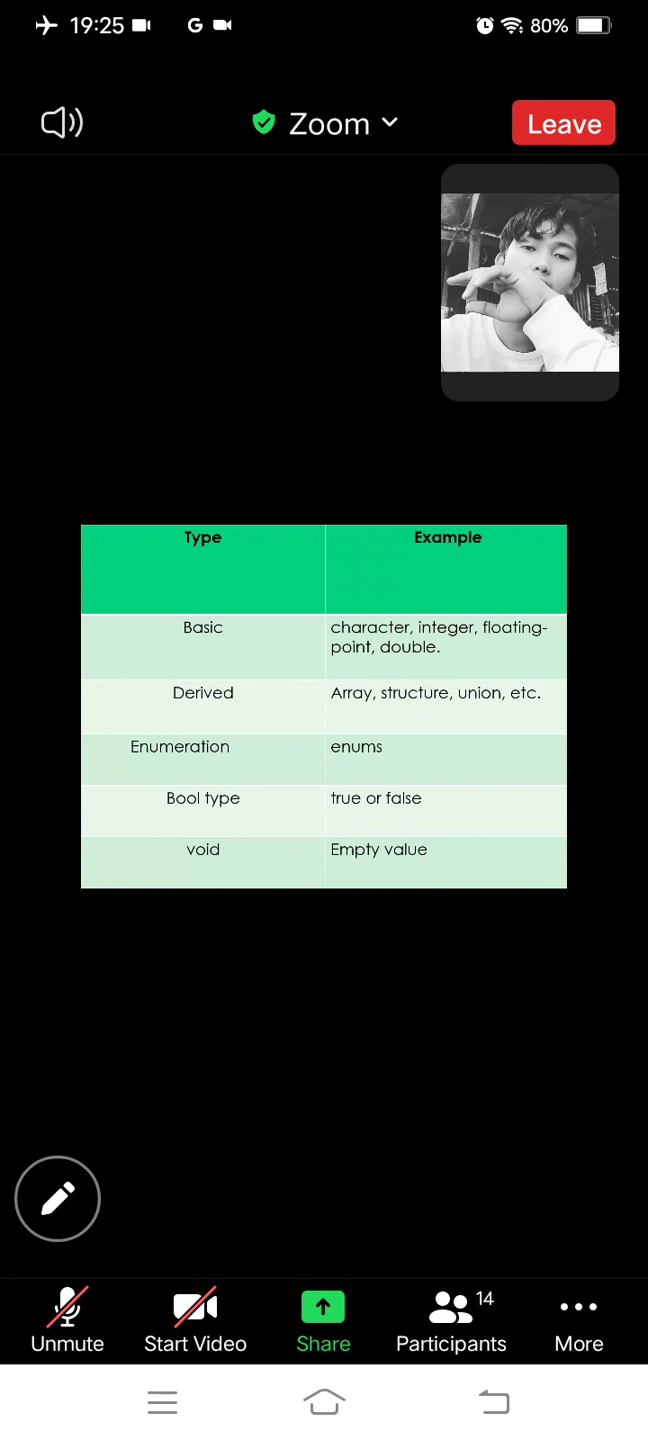 19:25 G 80%
Zoom Leave
Type Example
Basic character, integer, floating-
point, double.
Derived Array, structure, union, etc.
Enumeration enums
Bool type true or false
void Empty value
14
Unmute Start Video Share Participants More